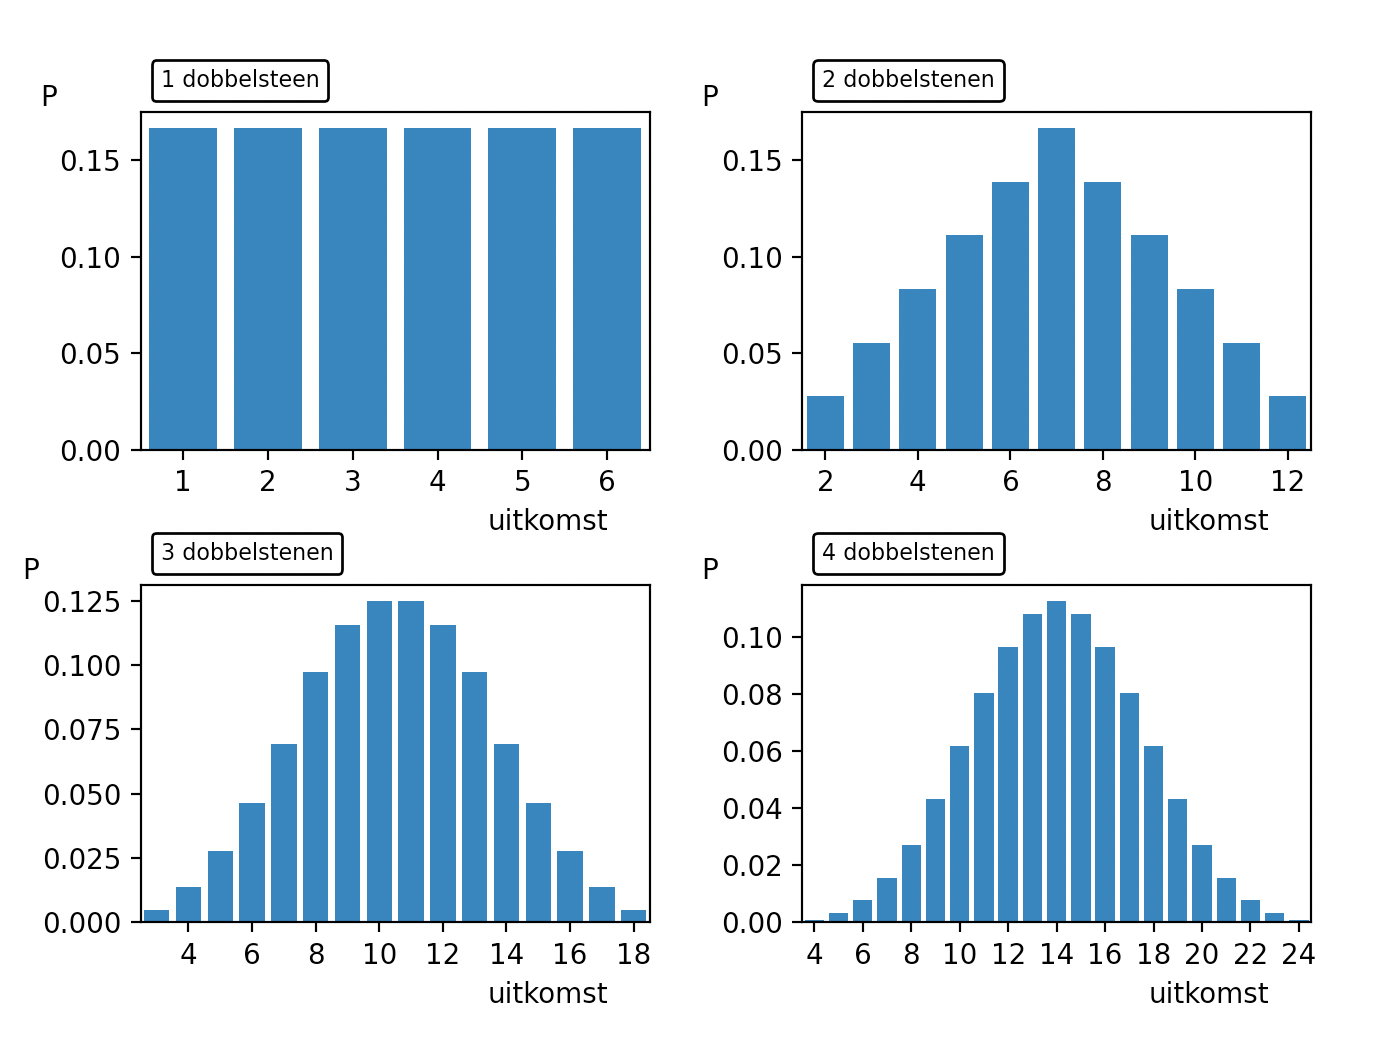 1 dobbelsteen
P
0.15
0.10
0.05
0.00
1 2 3 4 5 6
uitkomst
2 dobbelstenen
P
0.15
0.10
0.05
0.00
2 4 6 8 10 12
uitkomst
3 dobbelstenen
P
0.125
0.100
0.075
0.050
0.025
0.000
4 6 8 10 12 14 16 18
uitkomst
4 dobbelstenen
P
0.10
0.08
0.06
0.04
0.02
0.00
4 6 8 10 12 14 16 18 20 22 24
uitkomst